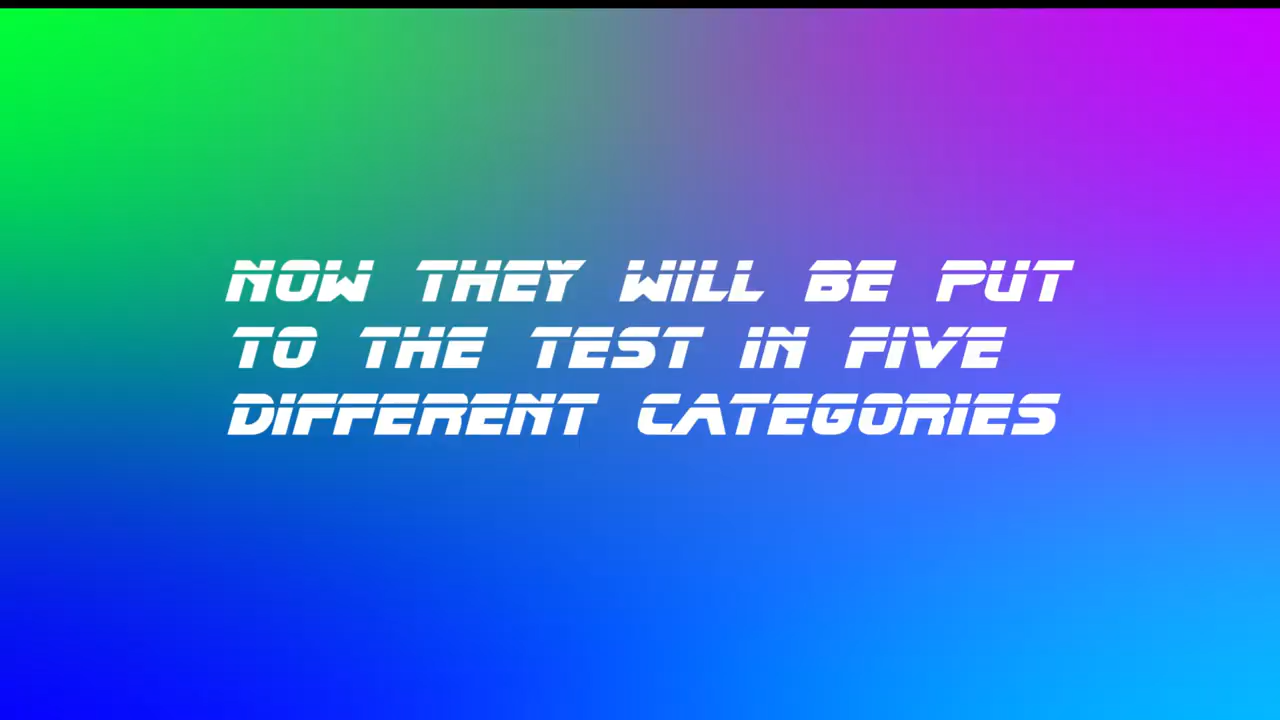 NOW THEY WILL BE PUT
TO THE TEST IN FIVE
DIFFERENT CATEGORIES